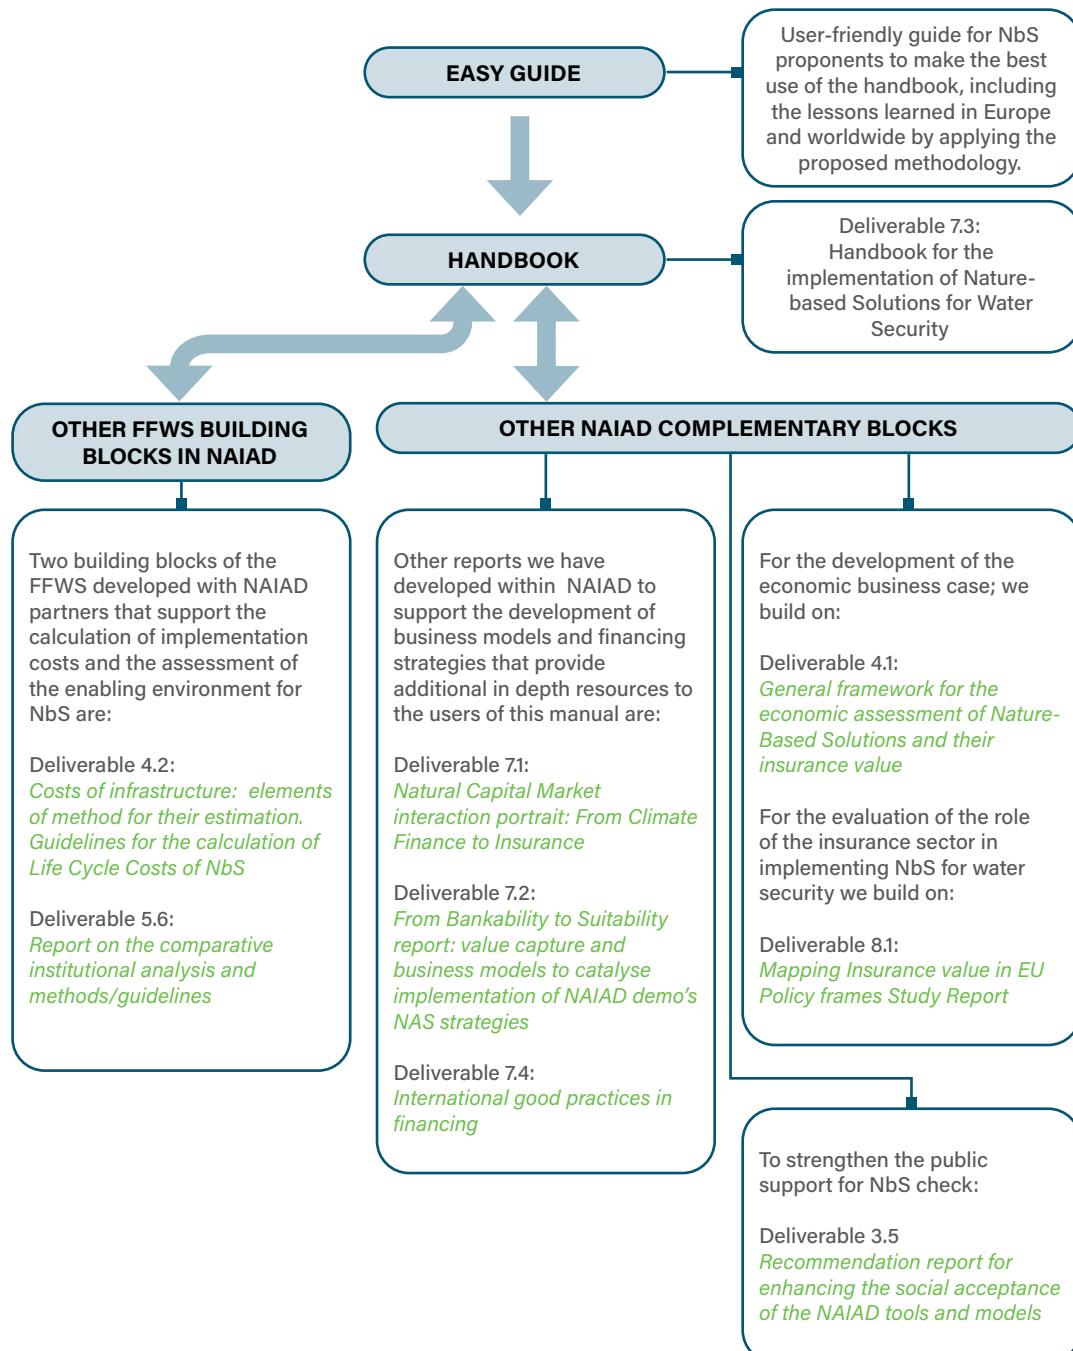 EASY GUIDE
User-friendly guide for NbS
proponents to make the best
use of the handbook, including
the lessons learned in Europe
and worldwide by applying the
proposed methodology.
HANDBOOK
Deliverable 7.3:
Handbook for the
implementation of Nature-
based Solutions for Water
Security
OTHER FFWS BUILDING
BLOCKS IN NAIAD
Two building blocks of the
FFWS developed with NAIAD
partners that support the
calculation of implementation
costs and the assessment of
the enabling environment for
NbS are:
Deliverable 4.2:
Costs of infrastructure: elements
of method for their estimation.
Guidelines for the calculation of
Life Cycle Costs of NbS
Deliverable 5.6:
Report on the comparative
institutional analysis and
methods/guidelines
OTHER NAIAD COMPLEMENTARY BLOCKS
Other reports we have
developed within NAIAD to
support the development of
business models and financing
strategies that provide
additional in depth resources to
the users of this manual are:
Deliverable 7.1:
Natural Capital Market
interaction portrait: From Climate
Finance to Insurance
Deliverable 7.2:
From Bankability to Suitability
report: value capture and
business models to catalyse
implementation of NAIAD demo's
NAS strategies
Deliverable 7.4:
International good practices in
financing
For the development of the
economic business case; we
build on:
Deliverable 4.1:
General framework for the
economic assessment of Nature-
Based Solutions and their
insurance value
For the evaluation of the role
of the insurance sector in
implementing NbS for water
security we build on:
Deliverable 8.1:
Mapping Insurance value in EU
Policy frames Study Report
To strengthen the public
support for NbS check:
Deliverable 3.5
Recommendation report for
enhancing the social acceptance
of the NAIAD tools and models